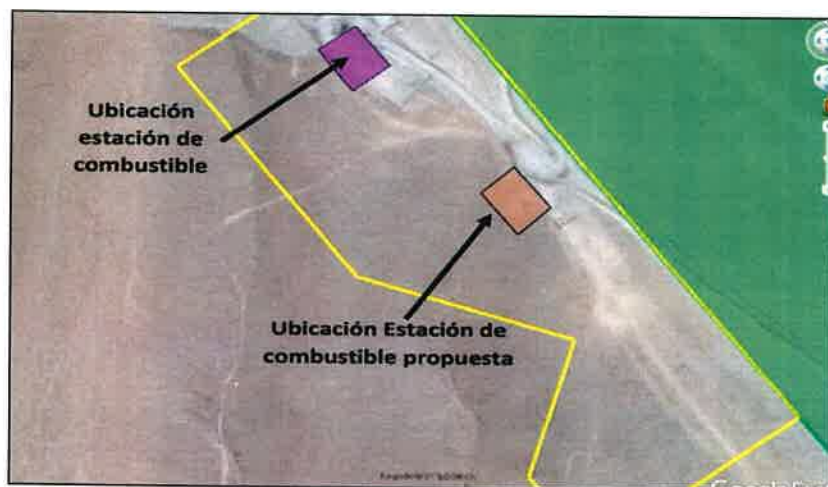 Ubicación
estación de
combustible
Ubicación Estación de
combustible propuesta